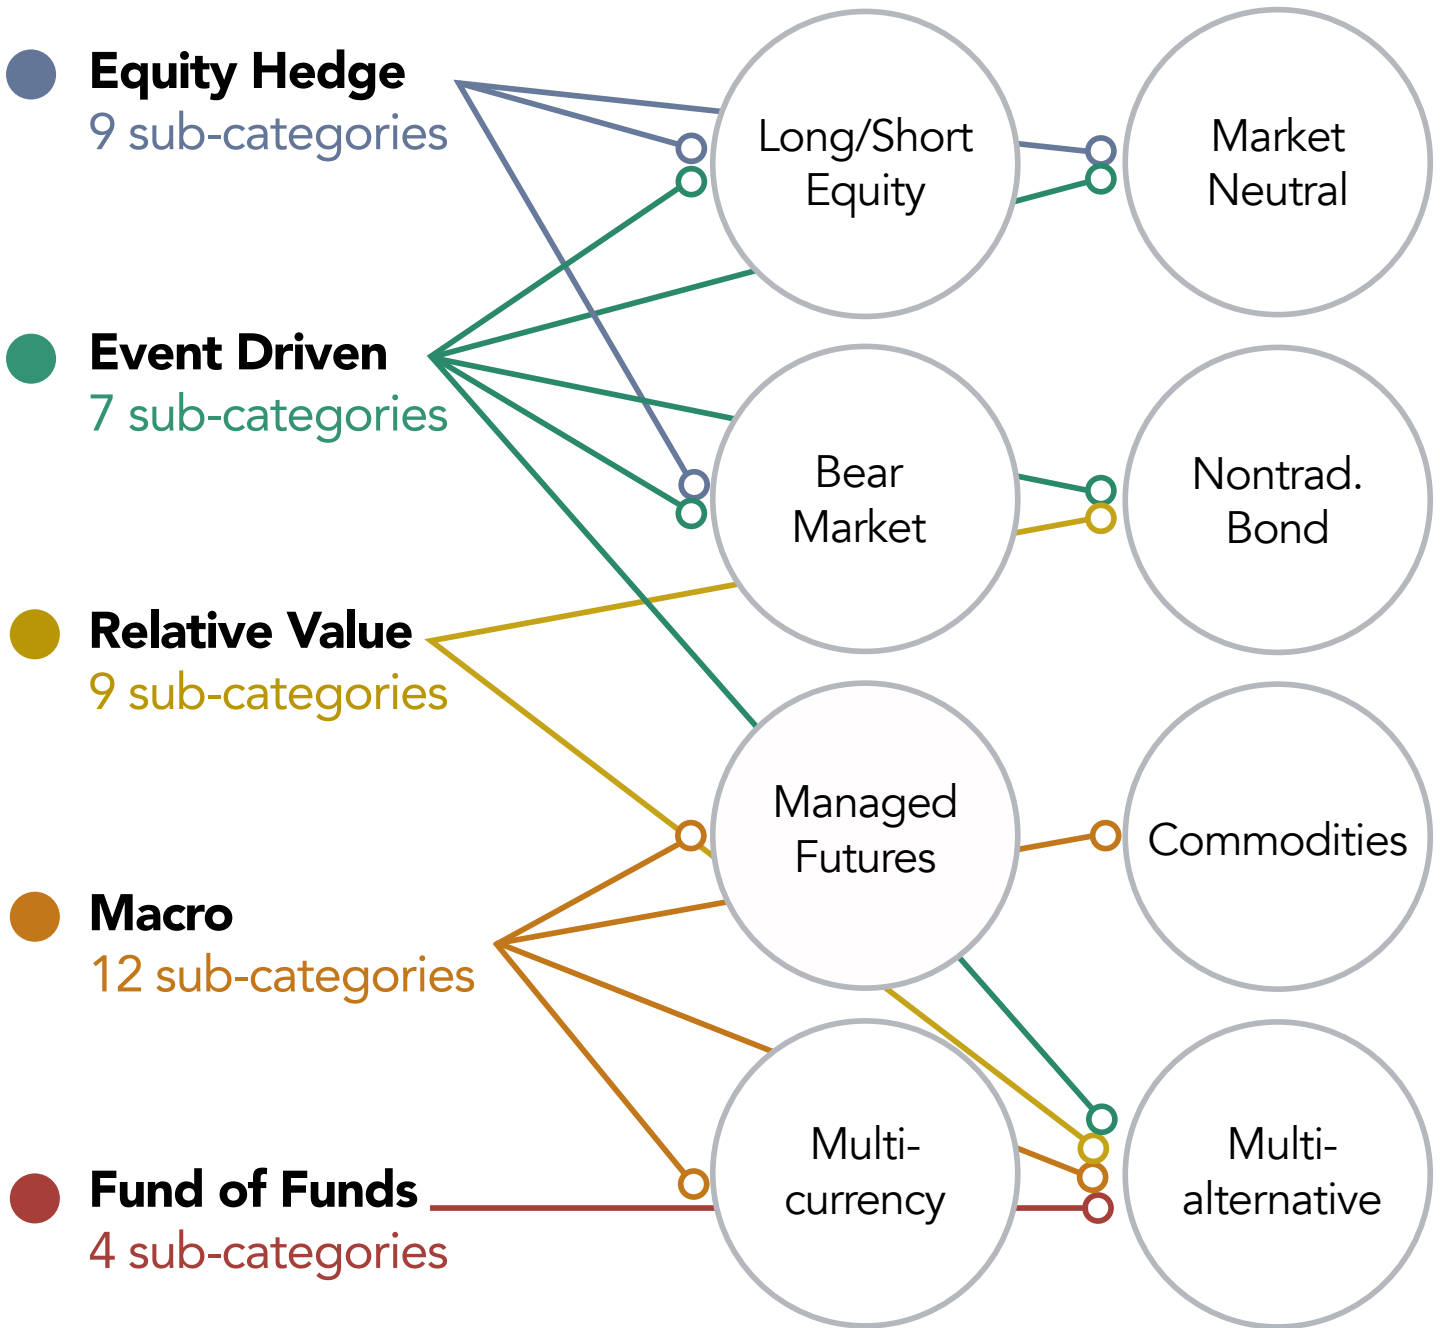 Equity Hedge
9 sub-categories
Event Driven
7 sub-categories
Relative Value
9 sub-categories
Macro
12 sub-categories
Fund of Funds
4 sub-categories
Long/Short
Equity
Market
Neutral
Bear
Market
Nontrad.
Bond
Managed
Futures
Commodities
Multi-
currency
Multi-
alternative